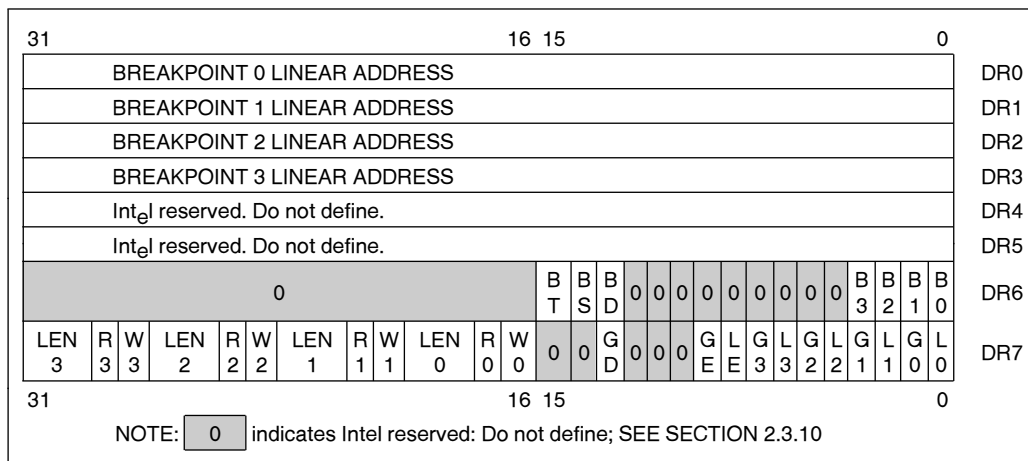 31 16 15 0
BREAKPOINT 0 LINEAR ADDRESS DR0
BREAKPOINT 1 LINEAR ADDRESS DR1
BREAKPOINT 2 LINEAR ADDRESS DR2
BREAKPOINT 3 LINEAR ADDRESS DR3
Intel reserved. Do not define. DR4
Intel reserved. Do not define. DR5
0 BT BS BD 0 0 0 0 0 0 0 0 0 B3 B2 B1 B0 DR6
LEN 3 R3 W3 LEN 2 R2 W2 LEN 1 R1 W1 LEN 0 R0 W0 0 0 GD 0 0 0 GE LE G3 L3 G2 L2 G1 L1 G0 L0 DR7
31 16 15 0
NOTE: 0 indicates Intel reserved: Do not define; SEE SECTION 2.3.10